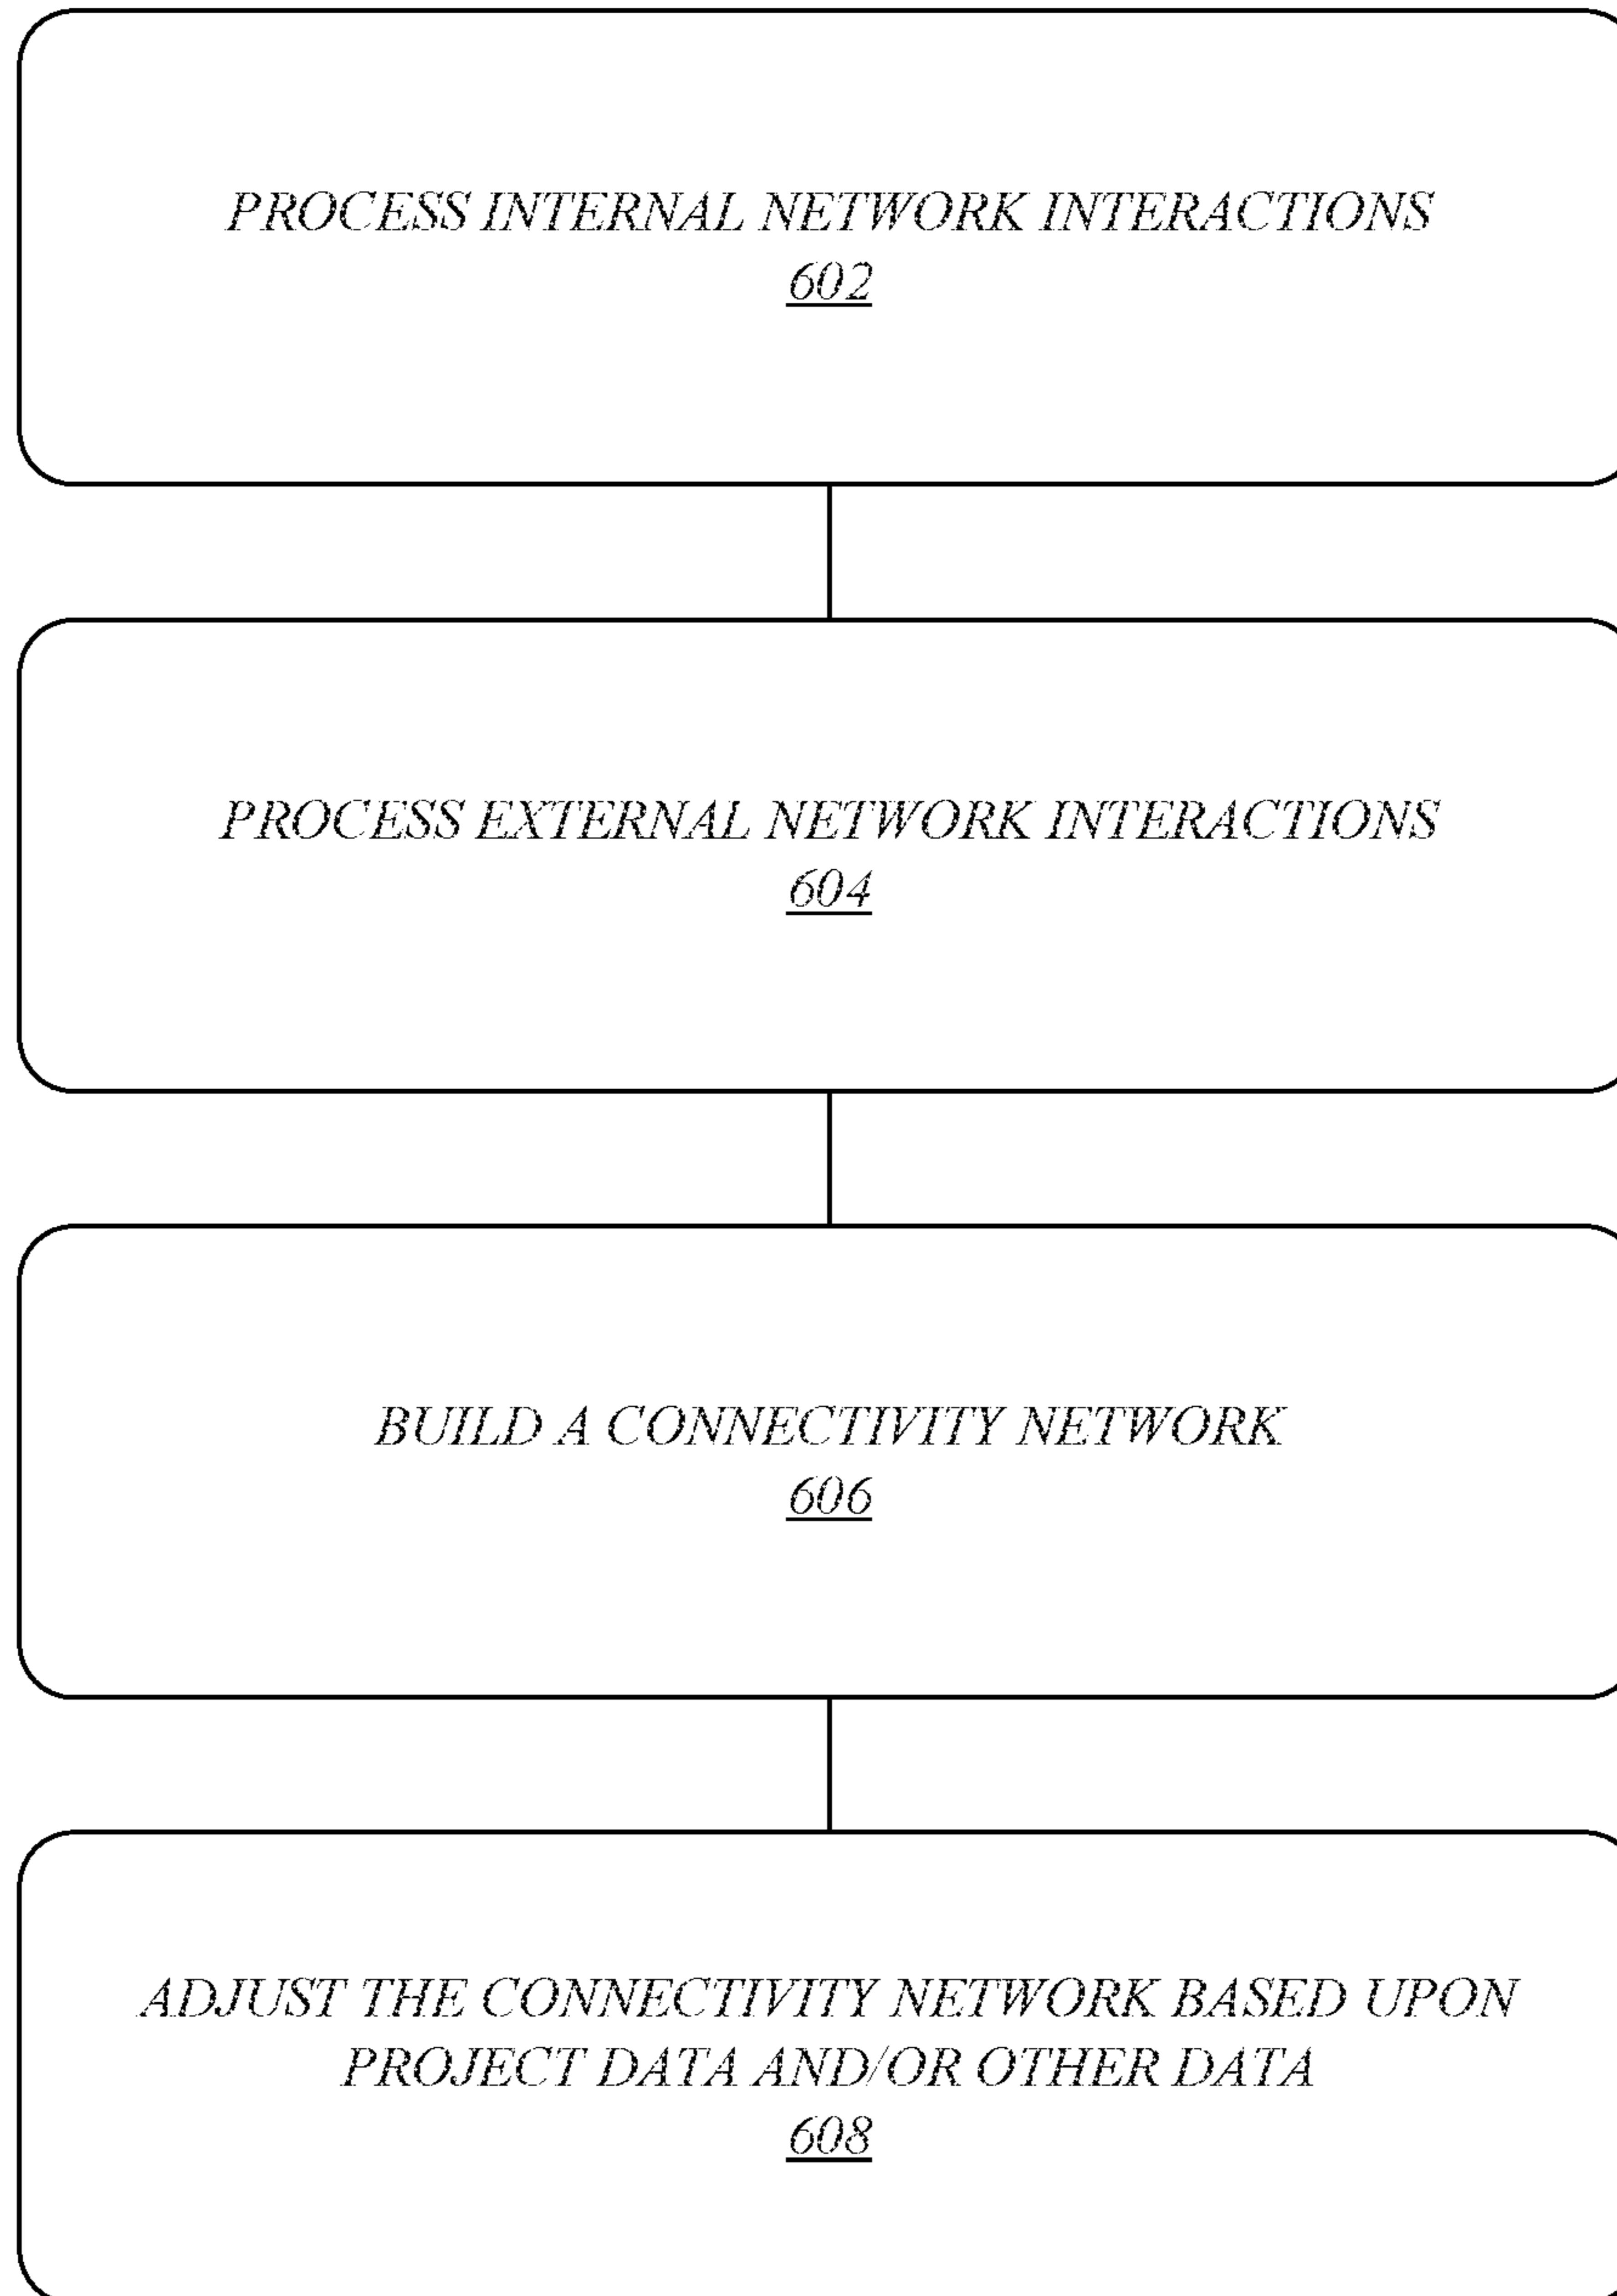 PROCESS INTERNAL NETWORK INTERACTIONS
602
PROCESS EXTERNAL NETWORK INTERACTIONS
604
BUILD A CONNECTIVITY NETWORK
606
ADJUST THE CONNECTIVITY NETWORK BASED UPON
PROJECT DATA AND/OR OTHER DATA
608